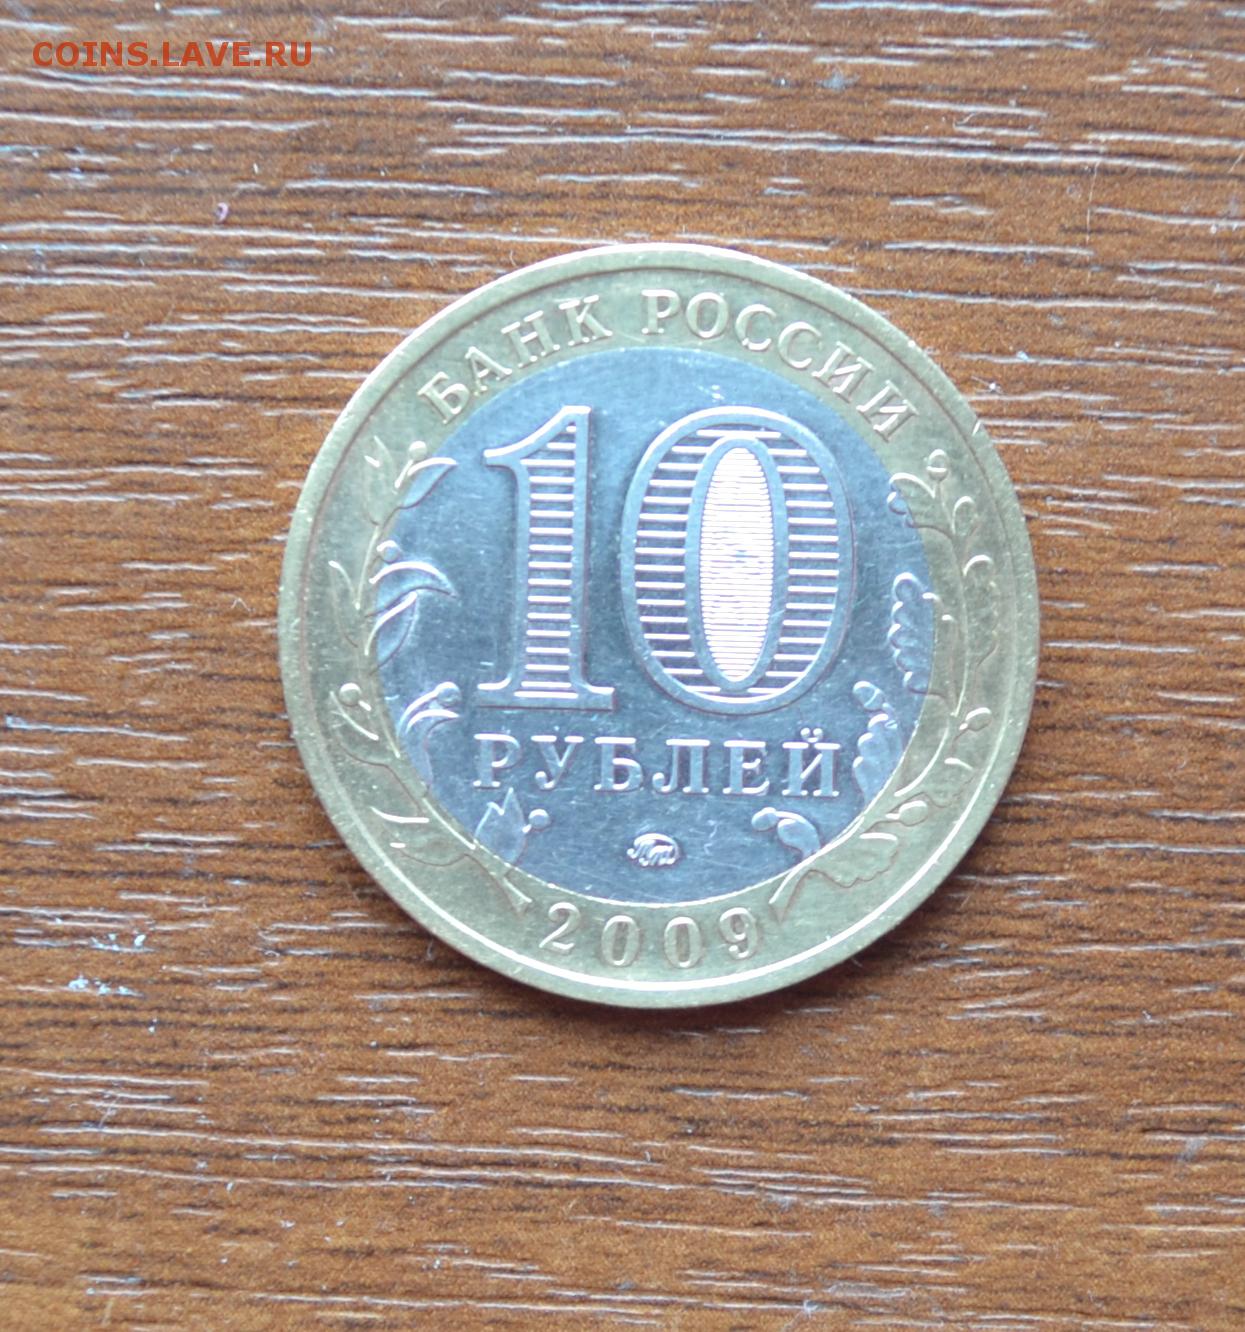 COINS.LAVE.RU
БАНК РОССИИ
10
РУБЛЕЙ
ММД
2009